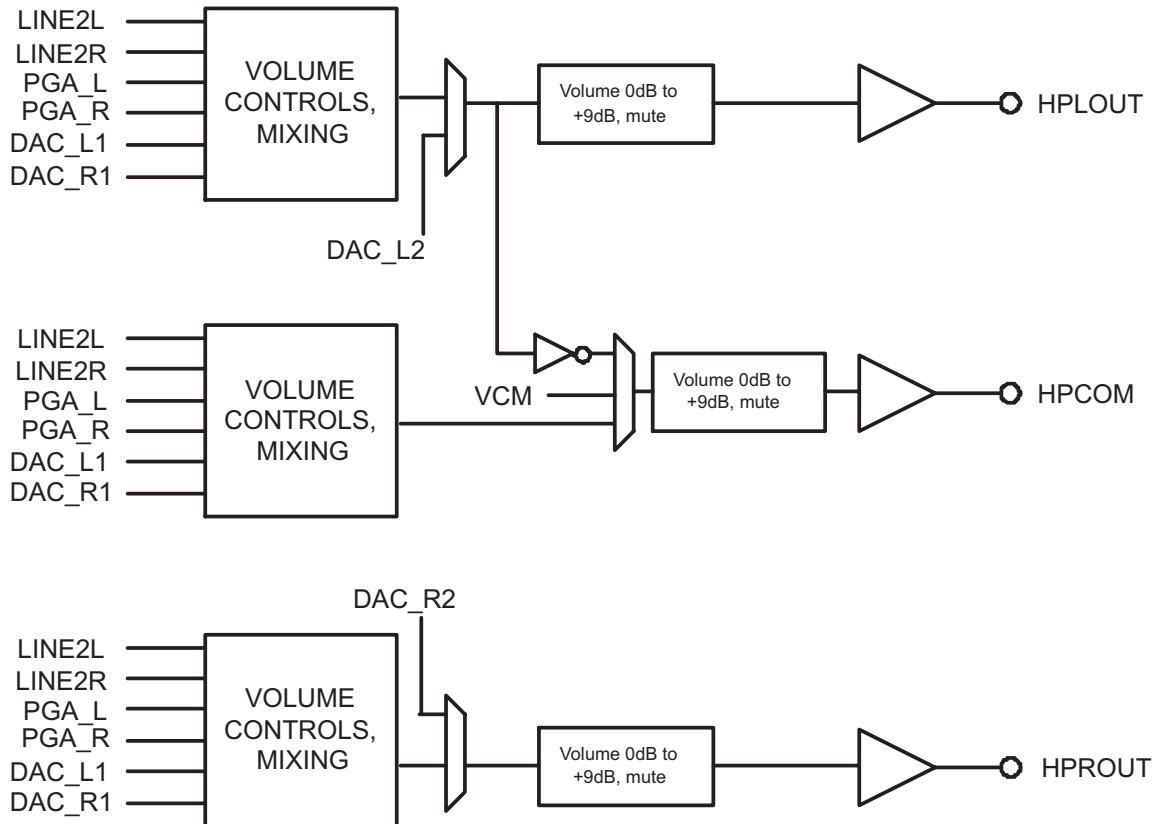 LINE2L
LINE2R
PGA_L
PGA_R
DAC_L1
DAC_R1
VOLUME
CONTROLS,
MIXING
DAC_L2
Volume 0dB to
+9dB, mute
HPLOUT
LINE2L
LINE2R
PGA_L
PGA_R
DAC_L1
DAC_R1
VOLUME
CONTROLS,
MIXING
VCM
Volume 0dB to
+9dB, mute
HPCOM
DAC_R2
LINE2L
LINE2R
PGA_L
PGA_R
DAC_L1
DAC_R1
VOLUME
CONTROLS,
MIXING
Volume 0dB to
+9dB, mute
HPROUT